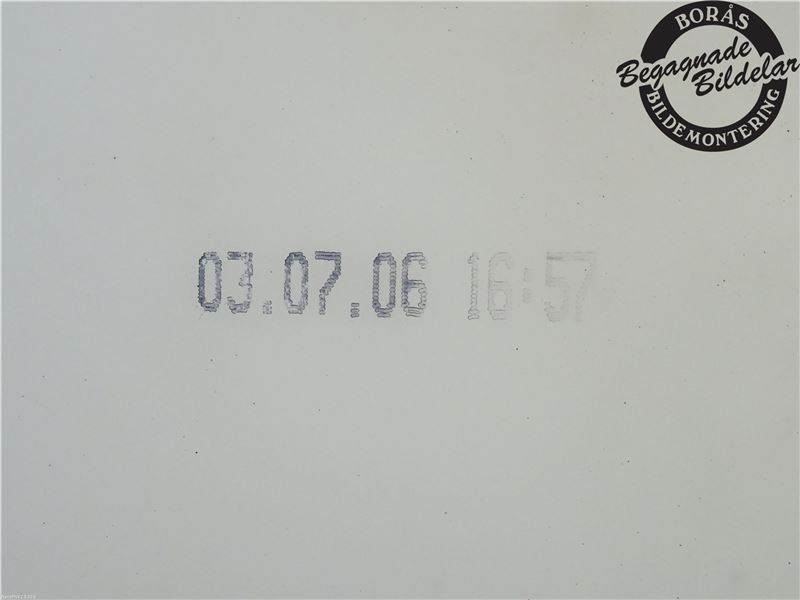 BORÅS
Begagnade
Bildelar
BILDEMONTERING
03.07.06 16:57